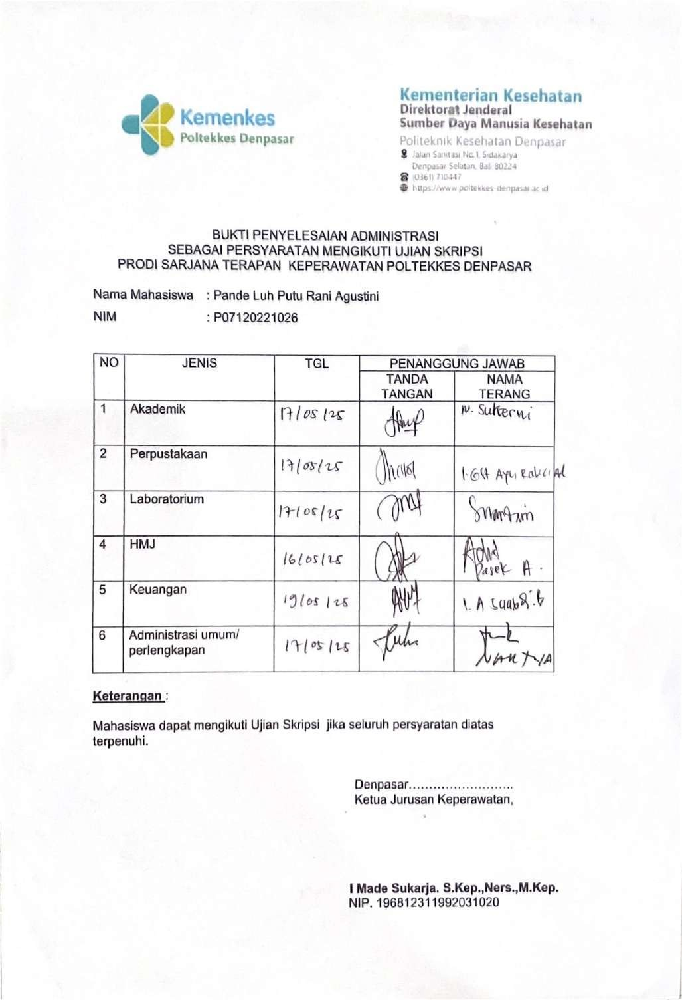 Kemenkes
Poltekkes Denpasar
Kementerian Kesehatan
Direktorat Jenderal
Sumber Daya Manusia Kesehatan
Politeknik Kesehatan Denpasar
Jalan Sanitasi No.1, Sidakarya
Denpasar Selatan, Bali 80224
(0361) 710447
https://www.poltekkes-denpasar.ac.id
BUKTI PENYELESAIAN ADMINISTRASI
SEBAGAI PERSYARATAN MENGIKUTI UJIAN SKRIPSI
PRODI SARJANA TERAPAN KEPERAWATAN POLTEKKES DENPASAR
Nama Mahasiswa : Pande Luh Putu Rani Agustini
NIM : P07120221026
NO JENIS TGL PENANGGUNG JAWAB
TANDA TANGAN NAMA TERANG
1 Akademik 17/05/25 N. Sukerni
2 Perpustakaan 17/05/25 I. Gst Ayu
3 Laboratorium 17/05/25
4 HMJ 16/05/25 Pasek A.
5 Keuangan 19/05/25 I. A
6 Administrasi umum/ 17/05/25
perlengkapan
Keterangan :
Mahasiswa dapat mengikuti Ujian Skripsi jika seluruh persyaratan diatas
terpenuhi.
Denpasar..........................
Ketua Jurusan Keperawatan,
I Made Sukarja. S.Kep.,Ners.,M.Kep.
NIP. 196812311992031020